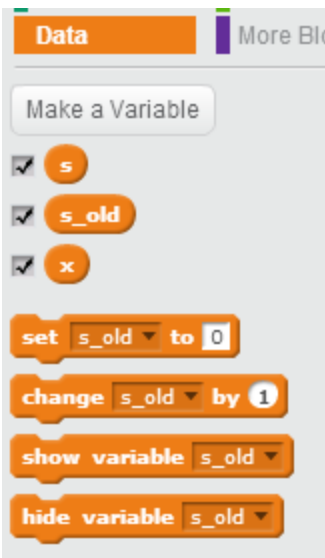 Data More Blo
Make a Variable
s
s_old
x
set s_old to 0
change s_old by 1
show variable s_old
hide variable s_old